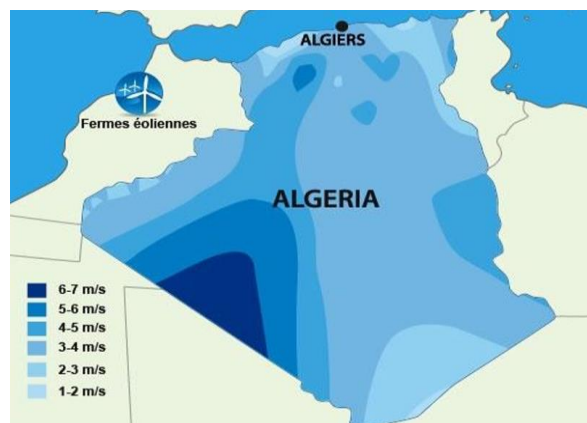 ALGIERS
Fermes éoliennes
ALGERIA
6-7 m/s
5-6 m/s
4-5 m/s
3-4 m/s
2-3 m/s
1-2 m/s